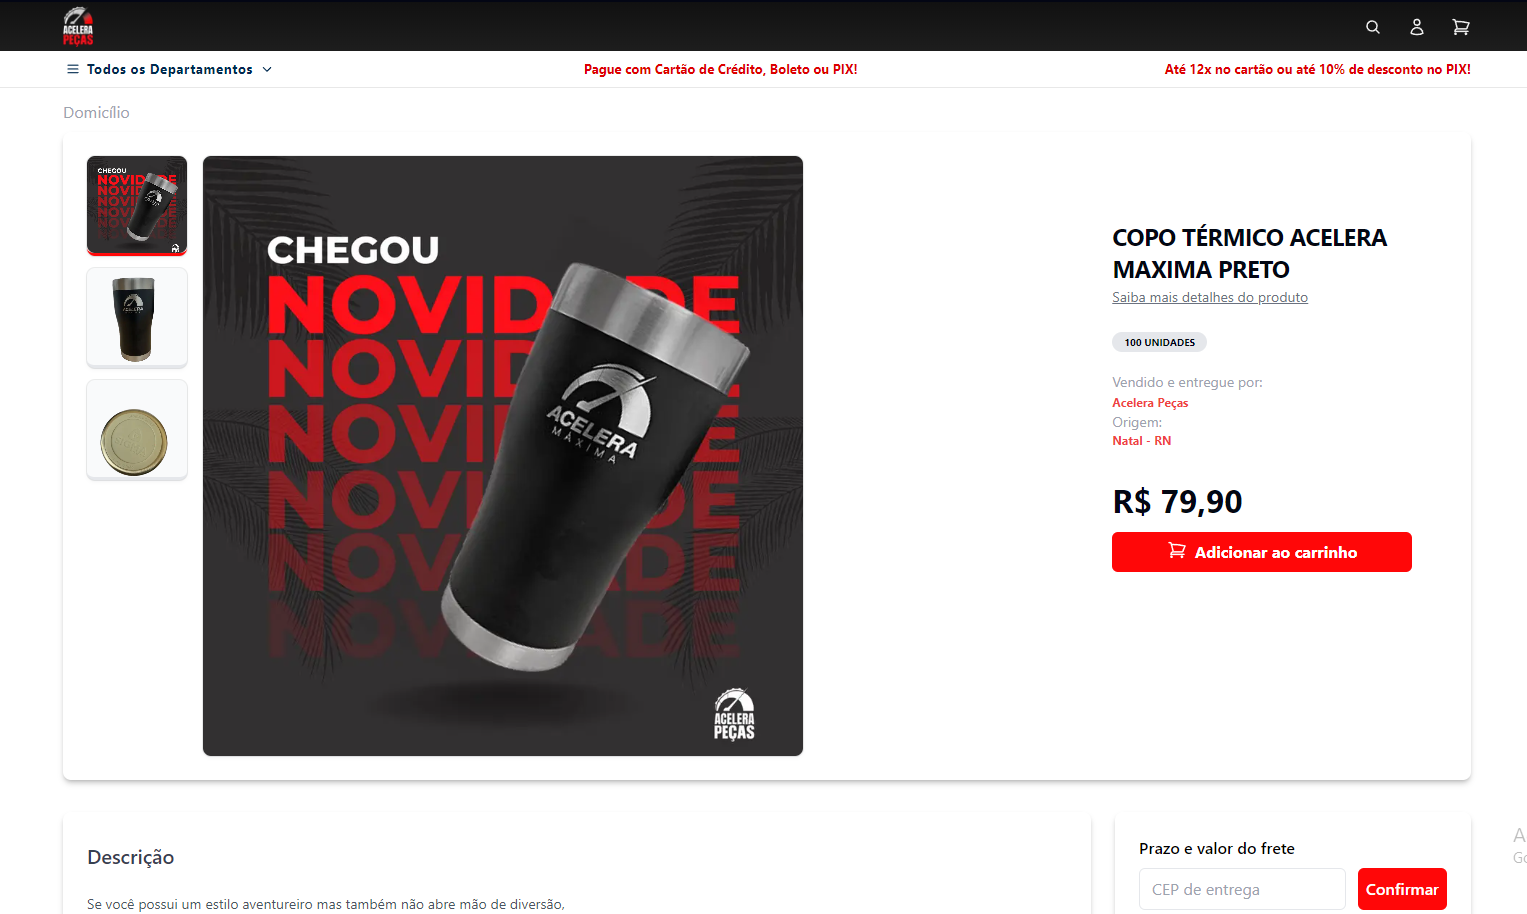 ACELERA
PEÇAS
Todos os Departamentos
Pague com Cartão de Crédito, Boleto ou PIX!
Até 12x no cartão ou até 10% de desconto no PIX!
Domicílio
CHEGOU
CHEGOU
NOVIDADE
NOVIDADE
NOVIDADE
NOVIDADE
NOVIDADE
NOVIDADE
ACELERA
MÁXIMA
ACELERA
PEÇAS
ACELERA
COPO TÉRMICO ACELERA
MAXIMA PRETO
Saiba mais detalhes do produto
100 UNIDADES
Vendido e entregue por:
Acelera Peças
Origem:
Natal - RN
R$ 79,90
Adicionar ao carrinho
Descrição
Se você possui um estilo aventureiro mas também não abre mão de diversão,
Prazo e valor do frete
CEP de entrega
Confirmar